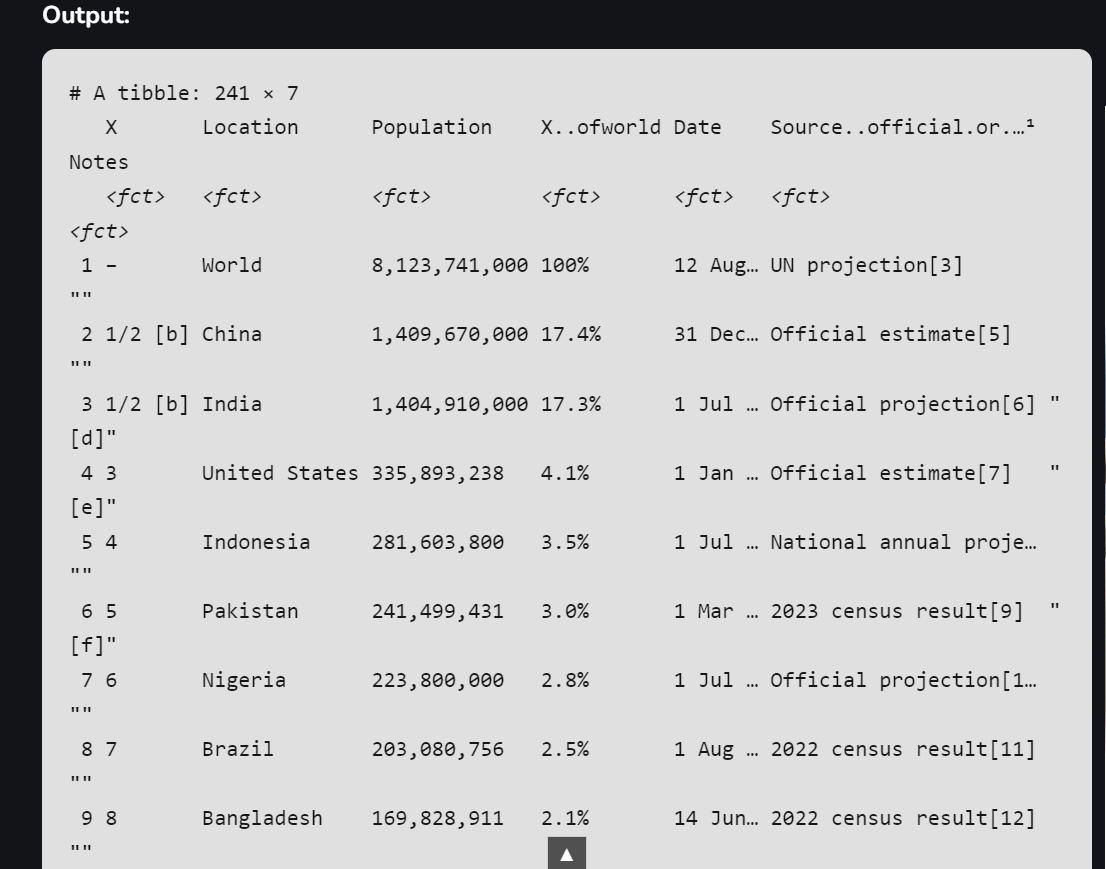 Output:
# A tibble: 241 × 7
X Location Population X..ofworld Date Source..official.or.…¹
Notes
<fct> <fct> <fct> <fct> <fct> <fct>
<fct>
1 – World 8,123,741,000 100% 12 Aug… UN projection[3]
""
2 1/2 [b] China 1,409,670,000 17.4% 31 Dec… Official estimate[5]
""
3 1/2 [b] India 1,404,910,000 17.3% 1 Jul … Official projection[6] "
[d]"
4 3 United States 335,893,238 4.1% 1 Jan … Official estimate[7] "
[e]"
5 4 Indonesia 281,603,800 3.5% 1 Jul … National annual proje…
""
6 5 Pakistan 241,499,431 3.0% 1 Mar … 2023 census result[9] "
[f]"
7 6 Nigeria 223,800,000 2.8% 1 Jul … Official projection[1…
""
8 7 Brazil 203,080,756 2.5% 1 Aug … 2022 census result[11]
""
9 8 Bangladesh 169,828,911 2.1% 14 Jun… 2022 census result[12]
""